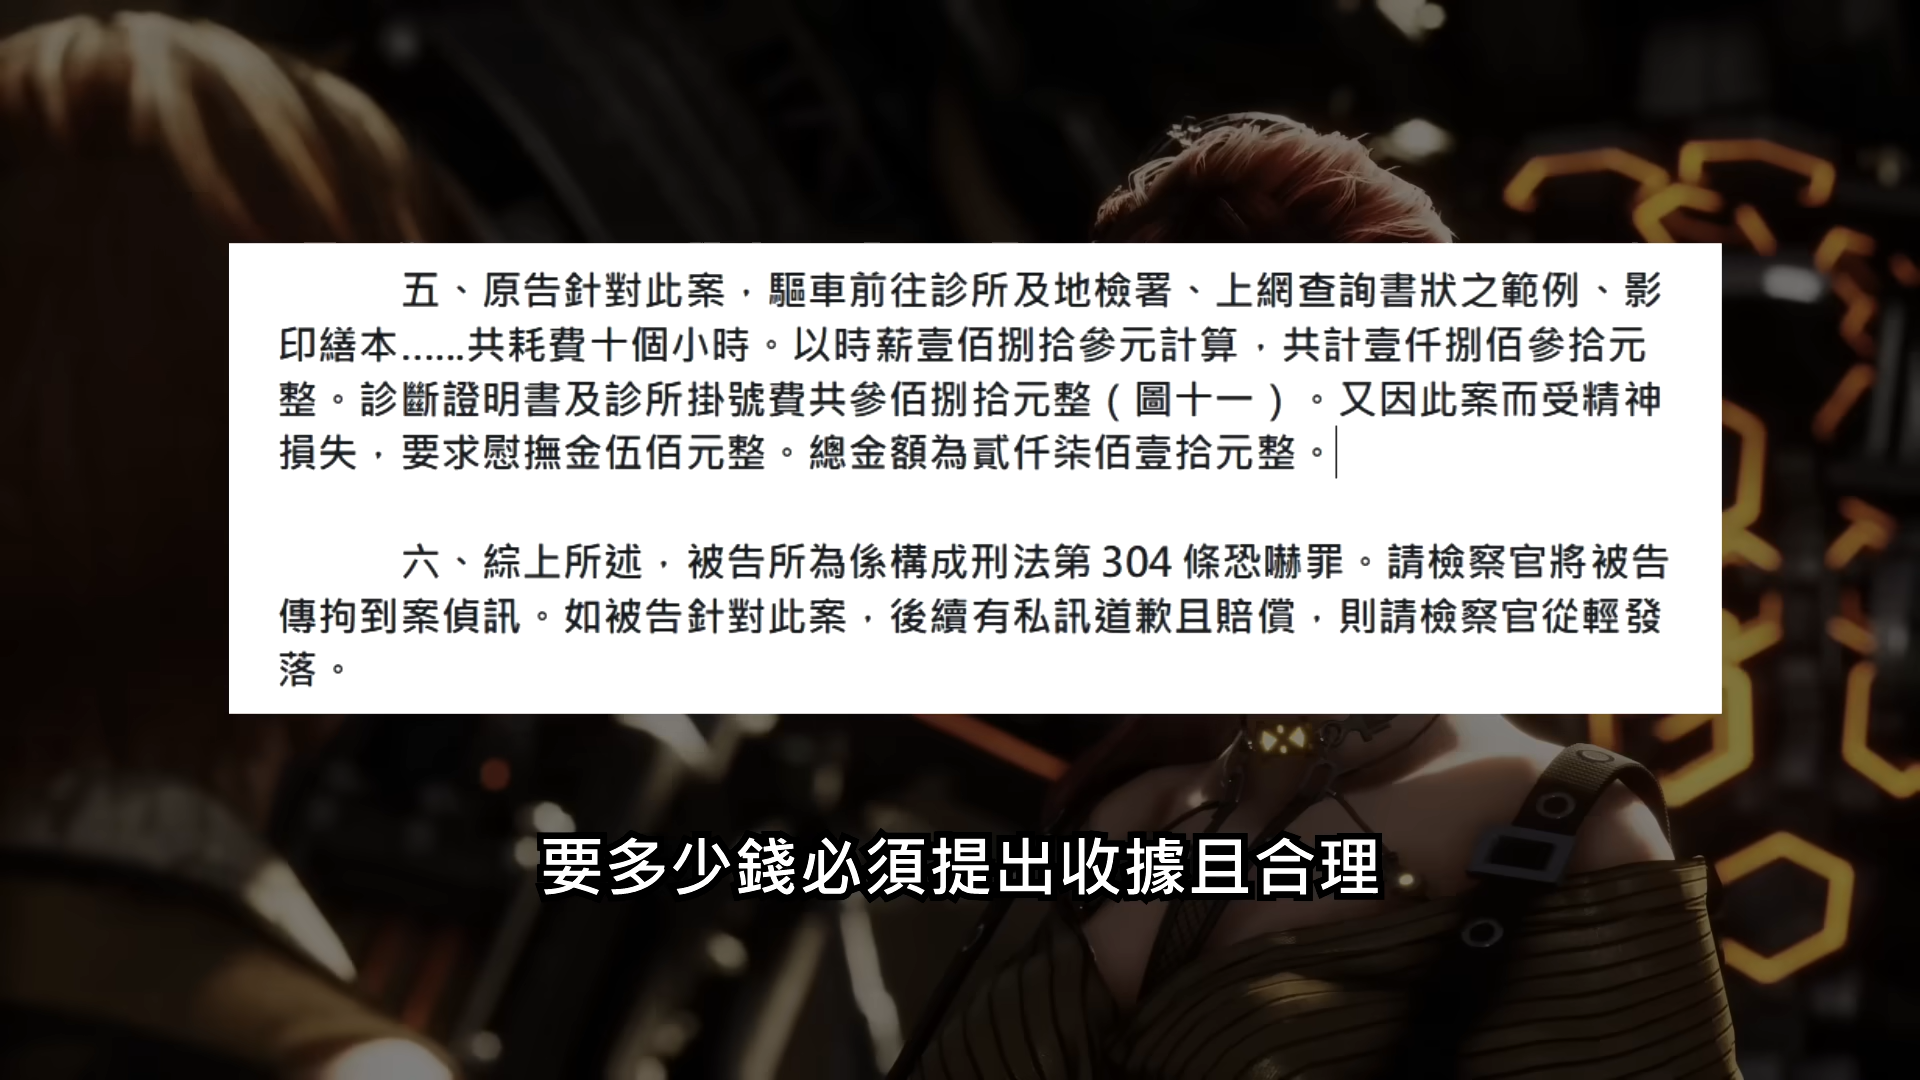 五、原告針對此案，驅車前往診所及地檢署、上網查詢書狀之範例、影
印繕本......共耗費十個小時。以時薪壹佰捌拾參元計算，共計壹仟捌佰參拾元
整。診斷證明書及診所掛號費共參佰捌拾元整（圖十一）。又因此案而受精神
損失，要求慰撫金伍佰元整。總金額為貳仟柒佰壹拾元整。
六、綜上所述，被告所為係構成刑法第 304 條恐嚇罪。請檢察官將被告
傳拘到案偵訊。如被告針對此案，後續有私訊道歉且賠償，則請檢察官從輕發
落。
要多少錢必須提出收據且合理